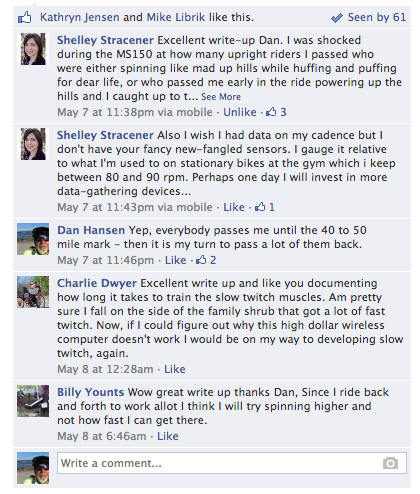 Kathryn Jensen and Mike Librik like this. ✓ Seen by 61
Shelley Stracener Excellent write-up Dan. I was shocked
during the MS150 at how many upright riders I passed who
were either spinning like mad up hills while huffing and puffing
for dear life, or who passed me early in the ride powering up the
hills and I caught up to t... See More
May 7 at 11:38pm via mobile · Unlike · 3
Shelley Stracener Also I wish I had data on my cadence but I
don't have your fancy new-fangled sensors. I gauge it relative
to what I'm used to on stationary bikes at the gym which i keep
between 80 and 90 rpm. Perhaps one day I will invest in more
data-gathering devices...
May 7 at 11:43pm via mobile · Like · 1
Dan Hansen Yep, everybody passes me until the 40 to 50
mile mark - then it is my turn to pass a lot of them back.
May 7 at 11:46pm · Like · 2
Charlie Dwyer Excellent write up and like you documenting
how long it takes to train the slow twitch muscles. Am pretty
sure I fall on the side of the family shrub that got a lot of fast
twitch. Now, if I could figure out why this high dollar wireless
computer doesn't work I would be on my way to developing slow
twitch, again.
May 8 at 12:28am · Like
Billy Younts Wow great write up thanks Dan, Since I ride back
and forth to work allot I think I will try spinning higher and
not how fast I can get there.
May 8 at 6:46am · Like
Write a comment...